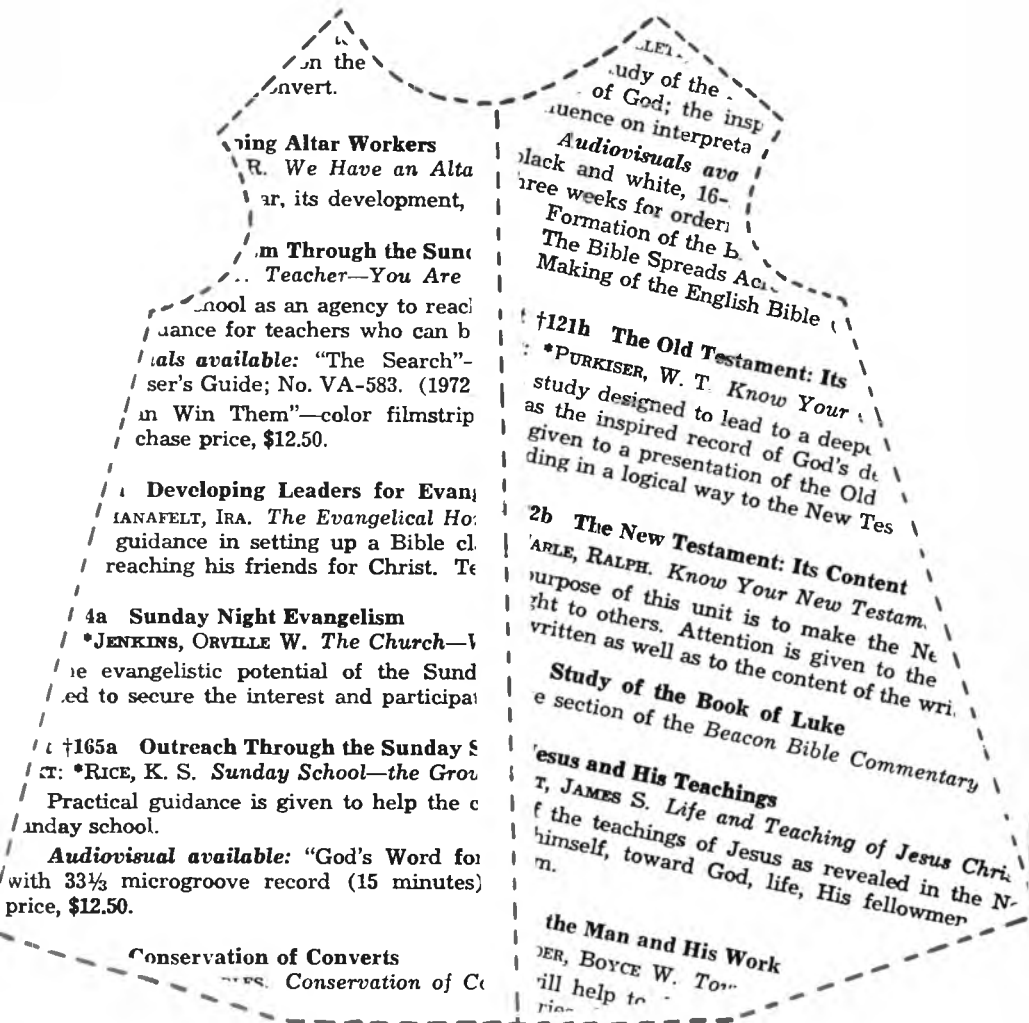 on the
nvert.
ning Altar Workers
R. We Have an Alta
ar, its development,
m Through the Sund
Teacher—You Are
hool as an agency to reach
dance for teachers who can b
als available: "The Search"-
ser's Guide; No. VA-583. (1972
n Win Them"—color filmstrip
chase price, $12.50.
Developing Leaders for Evang
HANAFELT, IRA. The Evangelical Ho
guidance in setting up a Bible cl
reaching his friends for Christ. Te
4a Sunday Night Evangelism
*JENKINS, ORVILLE W. The Church—
e evangelistic potential of the Sund
ed to secure the interest and participat
†165a Outreach Through the Sunday S
*RICE, K. S. Sunday School—the Grou
Practical guidance is given to help the c
unday school.
Audiovisual available: "God's Word for
with 33⅓ microgroove record (15 minutes)
price, $12.50.
Conservation of Converts
Conservation of Co
udy of the
of God; the insp
uence on interpreta
Audiovisuals ava
black and white, 16-
hree weeks for orderi
Formation of the B
The Bible Spreads Acr
Making of the English Bible
†121b The Old Testament: Its
*PURKISER, W. T. Know Your
study designed to lead to a deepe
as the inspired record of God's de
given to a presentation of the Old
ding in a logical way to the New Tes
2b The New Testament: Its Content
ARLE, RALPH. Know Your New Testam
purpose of this unit is to make the Ne
ght to others. Attention is given to the
written as well as to the content of the wri
Study of the Book of Luke
e section of the Beacon Bible Commentary
Jesus and His Teachings
T, JAMES S. Life and Teaching of Jesus Chri
f the teachings of Jesus as revealed in the N
himself, toward God, life, His fellowmen
m.
the Man and His Work
DER, BOYCE W.
ill help to